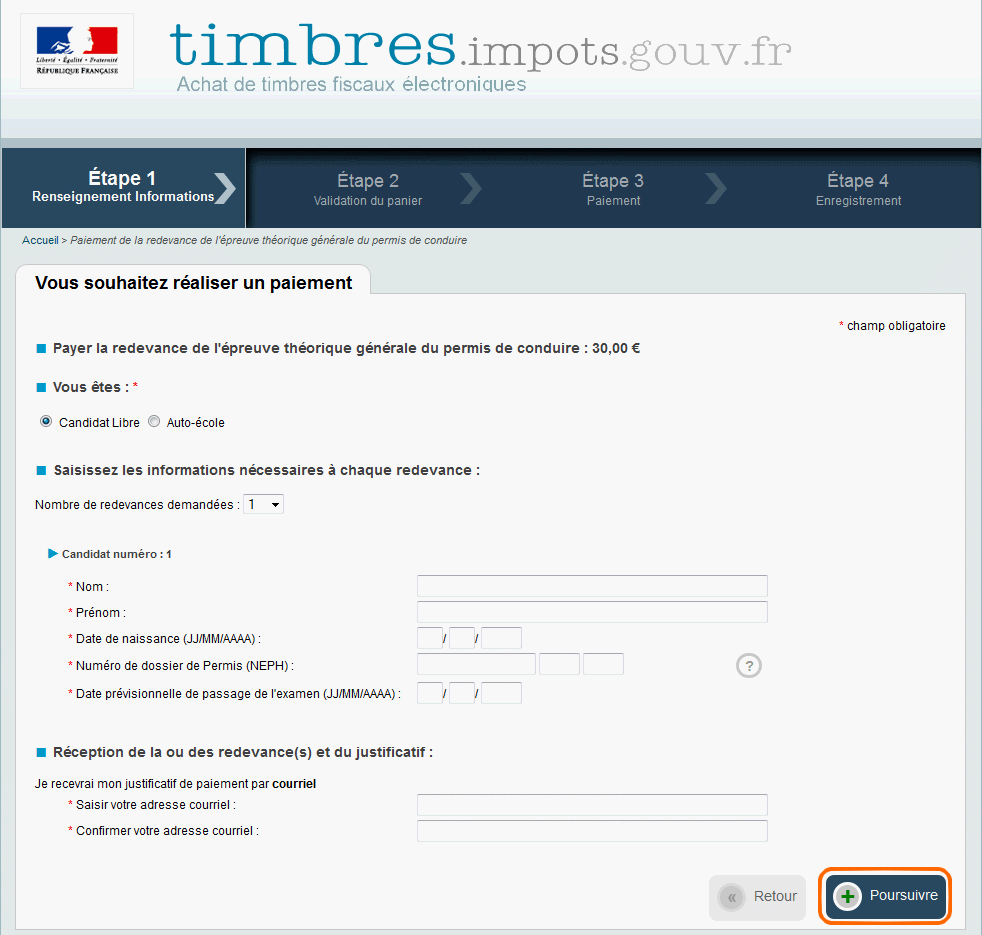 Liberté • Égalité • Fraternité
RÉPUBLIQUE FRANÇAISE
timbres.impots.gouv.fr
Achat de timbres fiscaux électroniques
Étape 1
Renseignement Informations
Étape 2
Validation du panier
Étape 3
Paiement
Étape 4
Enregistrement
Accueil > Paiement de la redevance de l'épreuve théorique générale du permis de conduire
Vous souhaitez réaliser un paiement
* champ obligatoire
Payer la redevance de l'épreuve théorique générale du permis de conduire : 30,00 €
Vous êtes : *
Candidat Libre Auto-école
Saisissez les informations nécessaires à chaque redevance :
Nombre de redevances demandées : 1
Candidat numéro : 1
* Nom :
* Prénom :
* Date de naissance (JJ/MM/AAAA) : / /
* Numéro de dossier de Permis (NEPH) : ?
* Date prévisionnelle de passage de l'examen (JJ/MM/AAAA) : / /
Réception de la ou des redevance(s) et du justificatif :
Je recevrai mon justificatif de paiement par courriel
* Saisir votre adresse courriel :
* Confirmer votre adresse courriel :
« Retour + Poursuivre